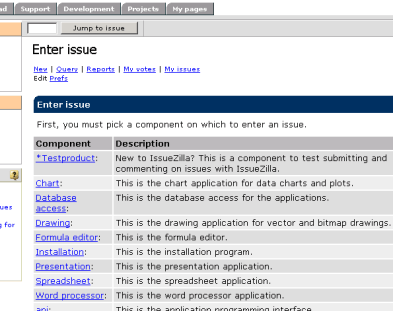 ad Support Development Projects My pages
Jump to issue
Enter issue
New | Query | Reports | My votes | My issues
Edit Prefs
Enter issue
First, you must pick a component on which to enter an issue.
Component Description
*Testproduct: New to IssueZilla? This is a component to test submitting and
commenting on issues with IssueZilla.
Chart: This is the chart application for data charts and plots.
Database This is the database access for the applications.
access:
Drawing: This is the drawing application for vector and bitmap drawings.
Formula editor: This is the formula editor.
Installation: This is the installation program.
Presentation: This is the presentation application.
ues
Spreadsheet: This is the spreadsheet application.
g for
Word processor: This is the word processor application.
api: This is the application programming interface